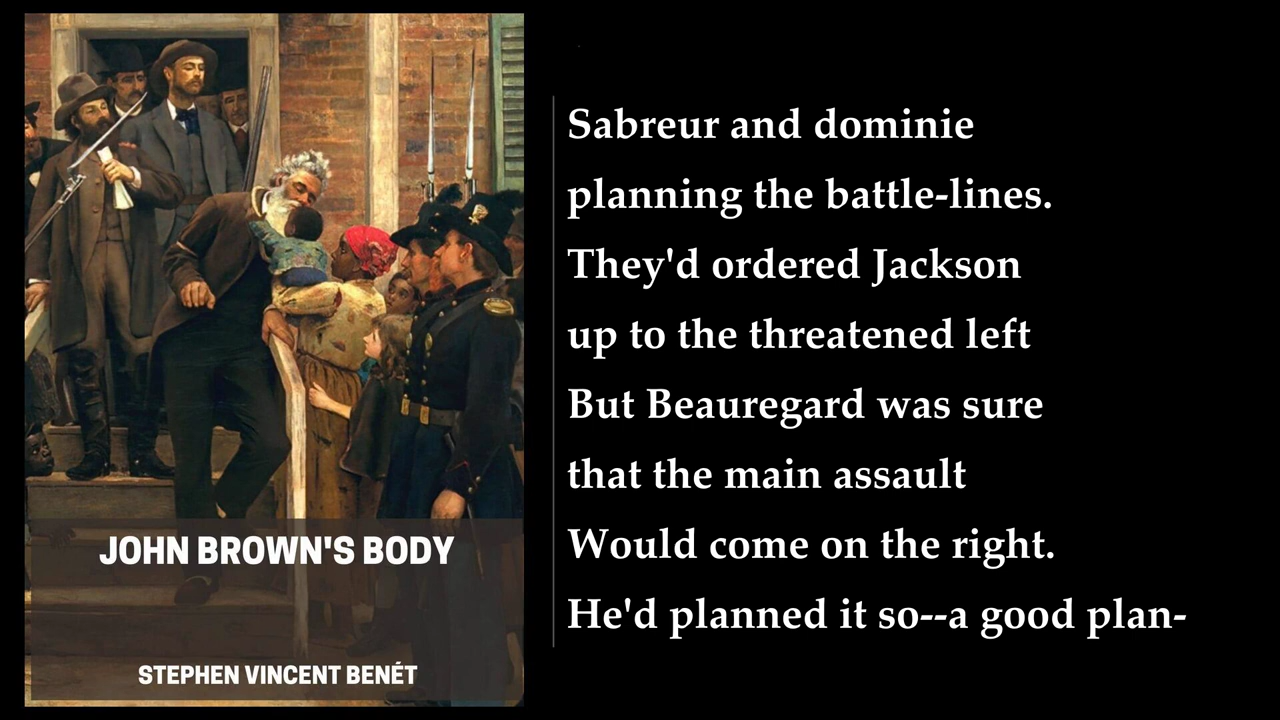 JOHN BROWN'S BODY
STEPHEN VINCENT BENÉT
Sabreur and dominie
planning the battle-lines.
They'd ordered Jackson
up to the threatened left
But Beauregard was sure
that the main assault
Would come on the right.
He'd planned it so--a good plan-